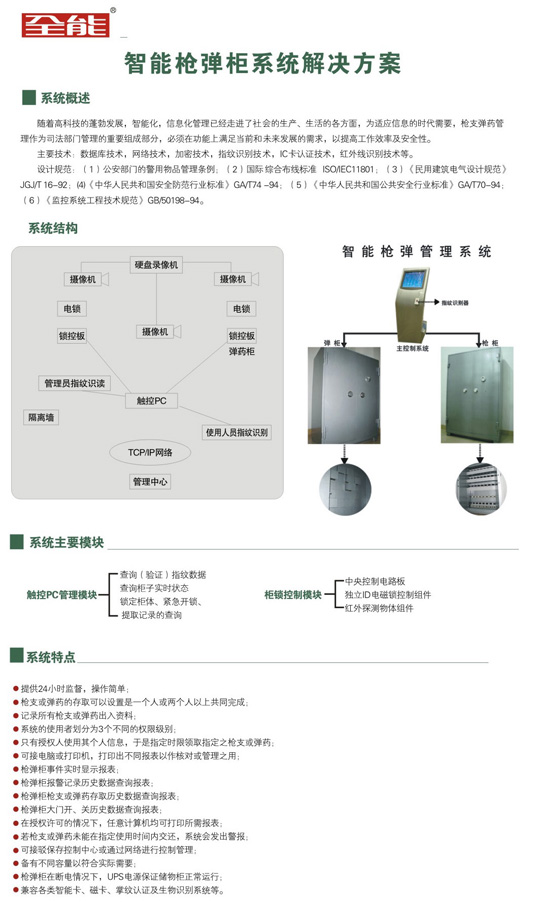 全能®
智能枪弹柜系统解决方案
系统概述
随着高科技的蓬勃发展，智能化，信息化管理已经走进了社会的生产、生活的各方面，为适应信息的时代需要，枪支弹药管
理作为司法部门管理的重要组成部分，必须在功能上满足当前和未来发展的需求，以提高工作效率及安全性。
主要技术：数据库技术，网络技术，加密技术，指纹识别技术，IC卡认证技术，红外线识别技术等。
设计规范：（1）公安部门的警用物品管理条例；（2）国际综合布线标准 ISO/IEC11801；（3）《民用建筑电气设计规范》
JGJ/T 16-92；(4)《中华人民共和国安全防范行业标准》GA/T74 -94；（5）《中华人民共和国公共安全行业标准》GA/T70-94；
（6）《监控系统工程技术规范》GB/50198-94。
系统结构
硬盘录像机
摄像机
摄像机
电锁
电锁
摄像机
锁控板
锁控板
弹药柜
管理员指纹识读
触控PC
隔离墙
使用人员指纹识别
TCP/IP网络
管理中心
智能枪弹管理系统
指纹识别器
弹 柜
枪 柜
主控制系统
系统主要模块
触控PC管理模块
查询（验证）指纹数据
查询柜子实时状态
锁定柜体、紧急开锁、
提取记录的查询
柜锁控制模块
中央控制电路板
独立ID电磁锁控制组件
红外探测物体组件
系统特点
提供24小时监督，操作简单；
枪支或弹药的存取可以设置是一个人或两个人以上共同完成；
记录所有枪支或弹药出入资料；
系统的使用者划分为3个不同的权限级别；
只有授权人使用其个人信息，于是指定时限领取指定之枪支或弹药；
可接电脑或打印机，打印出不同报表以作核对或管理之用；
枪弹柜事件实时显示报表；
枪弹柜报警记录历史数据查询报表；
枪弹柜枪支或弹药存取历史数据查询报表；
枪弹柜大门开、关历史数据查询报表；
在授权许可的情况下，任意计算机均可打印所需报表；
若枪支或弹药未能在指定使用时间内交还，系统会发出警报；
可接驳保存控制中心或通过网络进行控制管理；
备有不同容量以符合实际需要；
枪弹柜在断电情况下，UPS电源保证储物柜正常运行；
兼容各类智能卡、磁卡、掌纹认证及生物识别系统等。